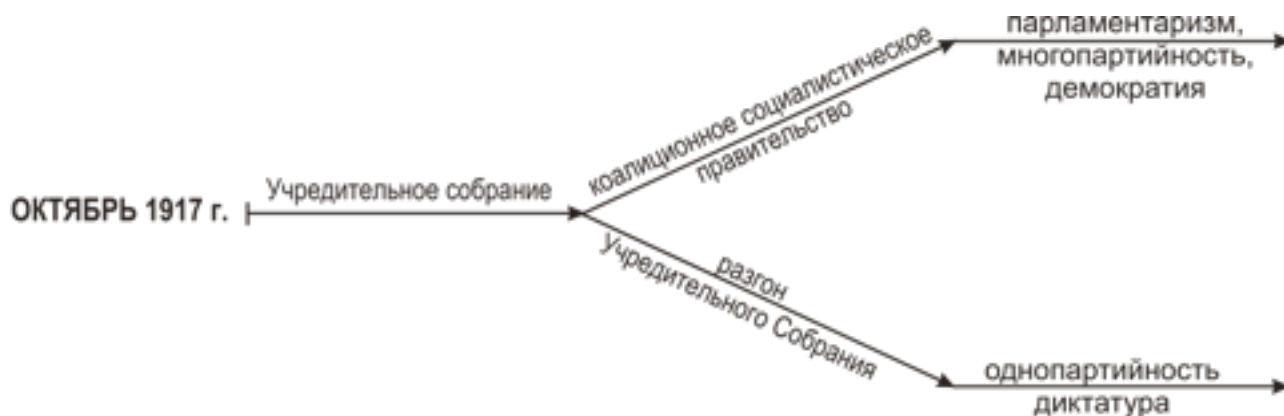 ОКТЯБРЬ 1917 г.
Учредительное собрание
коалиционное социалистическое
правительство
парламентаризм,
многопартийность,
демократия
разгон
Учредительного Собрания
однопартийность
диктатура